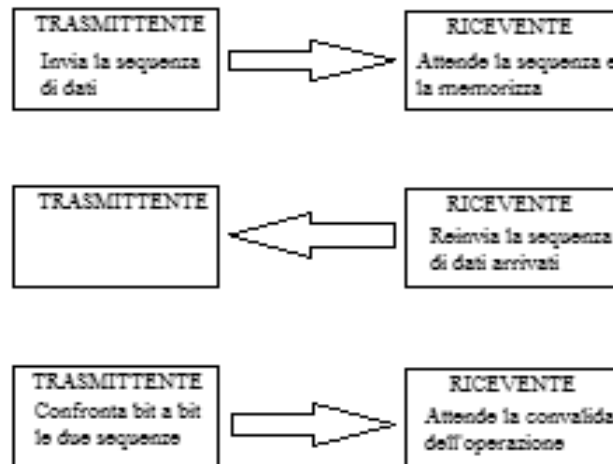 TRASMITTENTE
Invia la sequenza
di dati
RICEVENTE
Attende la sequenza e
la memorizza
TRASMITTENTE
RICEVENTE
Reinvia la sequenza
di dati arrivati
TRASMITTENTE
Confronta bit a bit
le due sequenze
RICEVENTE
Attende la convalida
dell'operazione